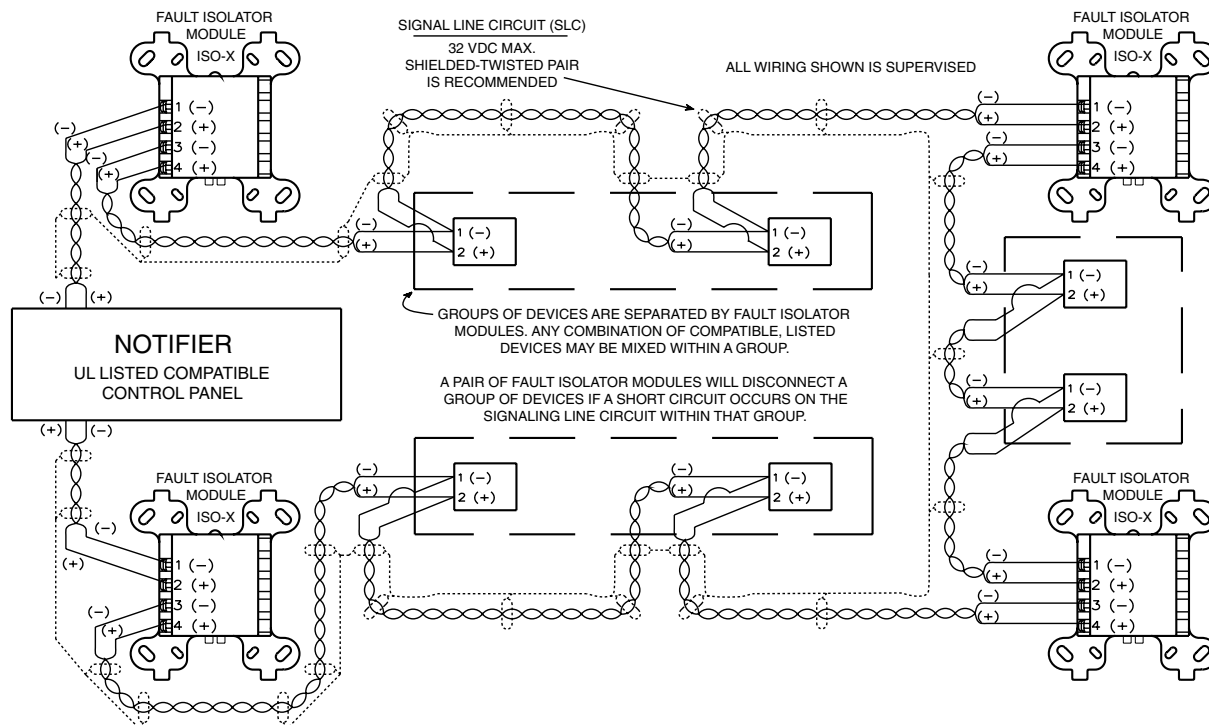 FAULT ISOLATOR
MODULE
ISO-X
1 (-)
2 (+)
3 (-)
4 (+)
(-)
(+)
(-)
(+)
SIGNAL LINE CIRCUIT (SLC)
32 VDC MAX.
SHIELDED-TWISTED PAIR
IS RECOMMENDED
ALL WIRING SHOWN IS SUPERVISED
FAULT ISOLATOR
MODULE
ISO-X
(-)
(+)
(-)
(+)
1 (-)
2 (+)
3 (-)
4 (+)
(-)
(+)
1 (-)
2 (+)
(-)
(+)
1 (-)
2 (+)
(-)
(+)
1 (-)
2 (+)
GROUPS OF DEVICES ARE SEPARATED BY FAULT ISOLATOR
MODULES. ANY COMBINATION OF COMPATIBLE, LISTED
DEVICES MAY BE MIXED WITHIN A GROUP.
(-) (+)
NOTIFIER
UL LISTED COMPATIBLE
CONTROL PANEL
(+) (-)
A PAIR OF FAULT ISOLATOR MODULES WILL DISCONNECT A
GROUP OF DEVICES IF A SHORT CIRCUIT OCCURS ON THE
SIGNALING LINE CIRCUIT WITHIN THAT GROUP.
(-)
(+)
1 (-)
2 (+)
(-)
(+)
1 (-)
2 (+)
(-)
(+)
1 (-)
2 (+)
FAULT ISOLATOR
MODULE
ISO-X
(-)
(+)
1 (-)
2 (+)
3 (-)
4 (+)
(-)
(+)
FAULT ISOLATOR
MODULE
ISO-X
(-)
(+)
(-)
(+)
1 (-)
2 (+)
3 (-)
4 (+)